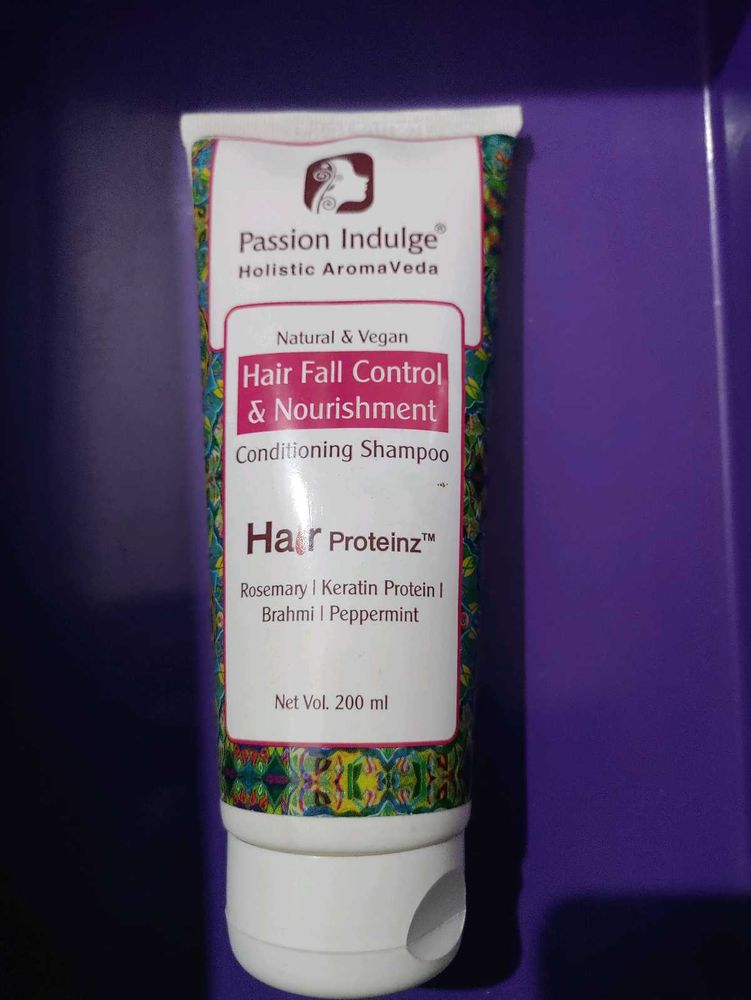 Passion Indulge®
Holistic AromaVeda
Natural & Vegan
Hair Fall Control
& Nourishment
Conditioning Shampoo
Hair Proteinz™
Rosemary | Keratin Protein |
Brahmi | Peppermint
Net Vol. 200 ml